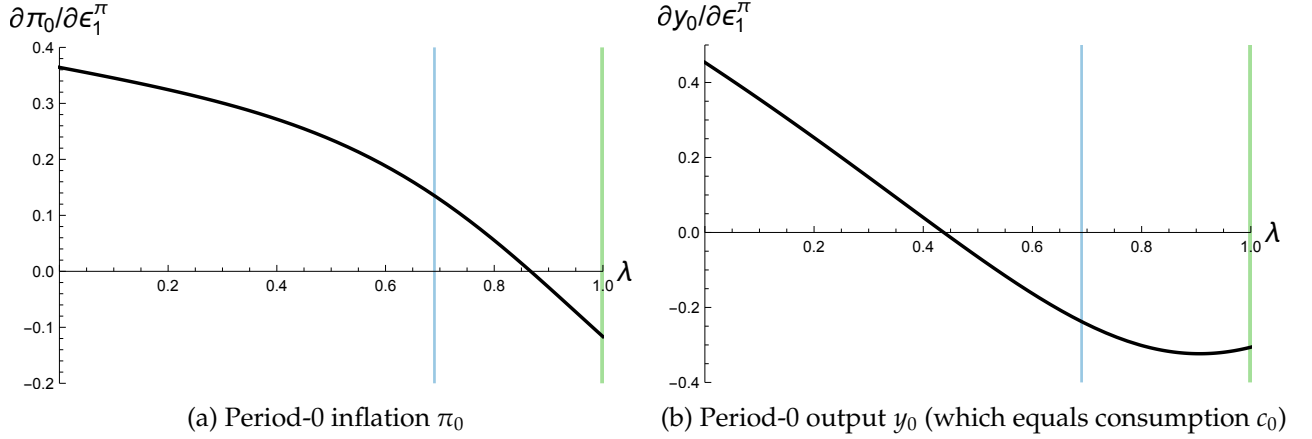 ∂π₀/∂ϵ₁^π
0.4
0.3
0.2
0.1
0.0
−0.1
−0.2
0.2 0.4 0.6 0.8 1.0 λ
(a) Period-0 inflation π₀
∂y₀/∂ϵ₁^π
0.4
0.2
0.0
−0.2
−0.4
0.2 0.4 0.6 0.8 1.0 λ
(b) Period-0 output y₀ (which equals consumption c₀)